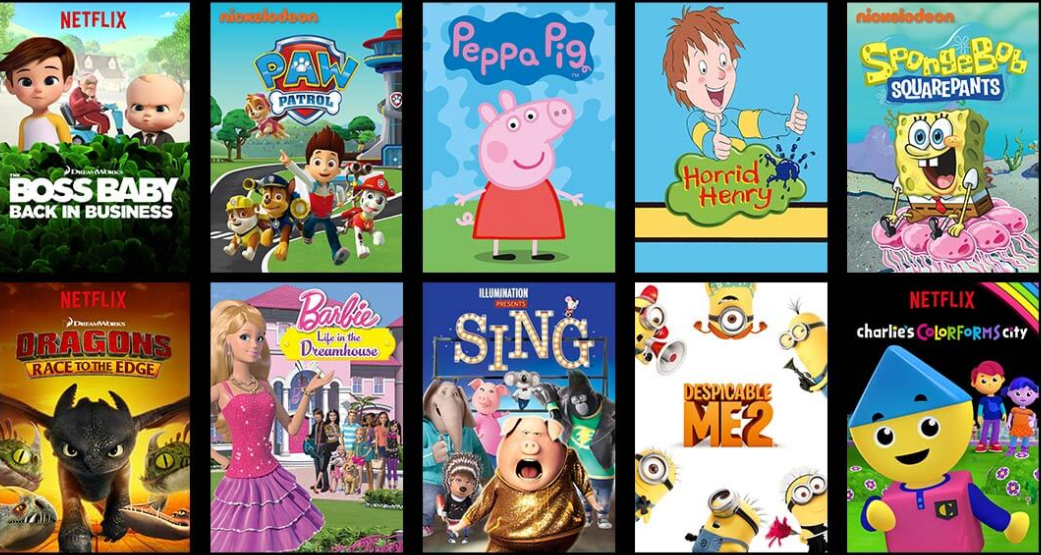 NETFLIX
DREAMWORKS
THE
BOSS BABY
BACK IN BUSINESS
nickelodeon
PAW
PATROL
Peppa Pig
TM
Horrid
Henry
nickelodeon
SpongeBob
SQUAREPANTS
NETFLIX
DREAMWORKS
DRAGONS
RACE TO THE EDGE
Barbie
Life in the
Dreamhouse
ILLUMINATION
PRESENTS
SiNG
DESPICABLE
ME2
NETFLIX
charlie's COLORFORMS city
C